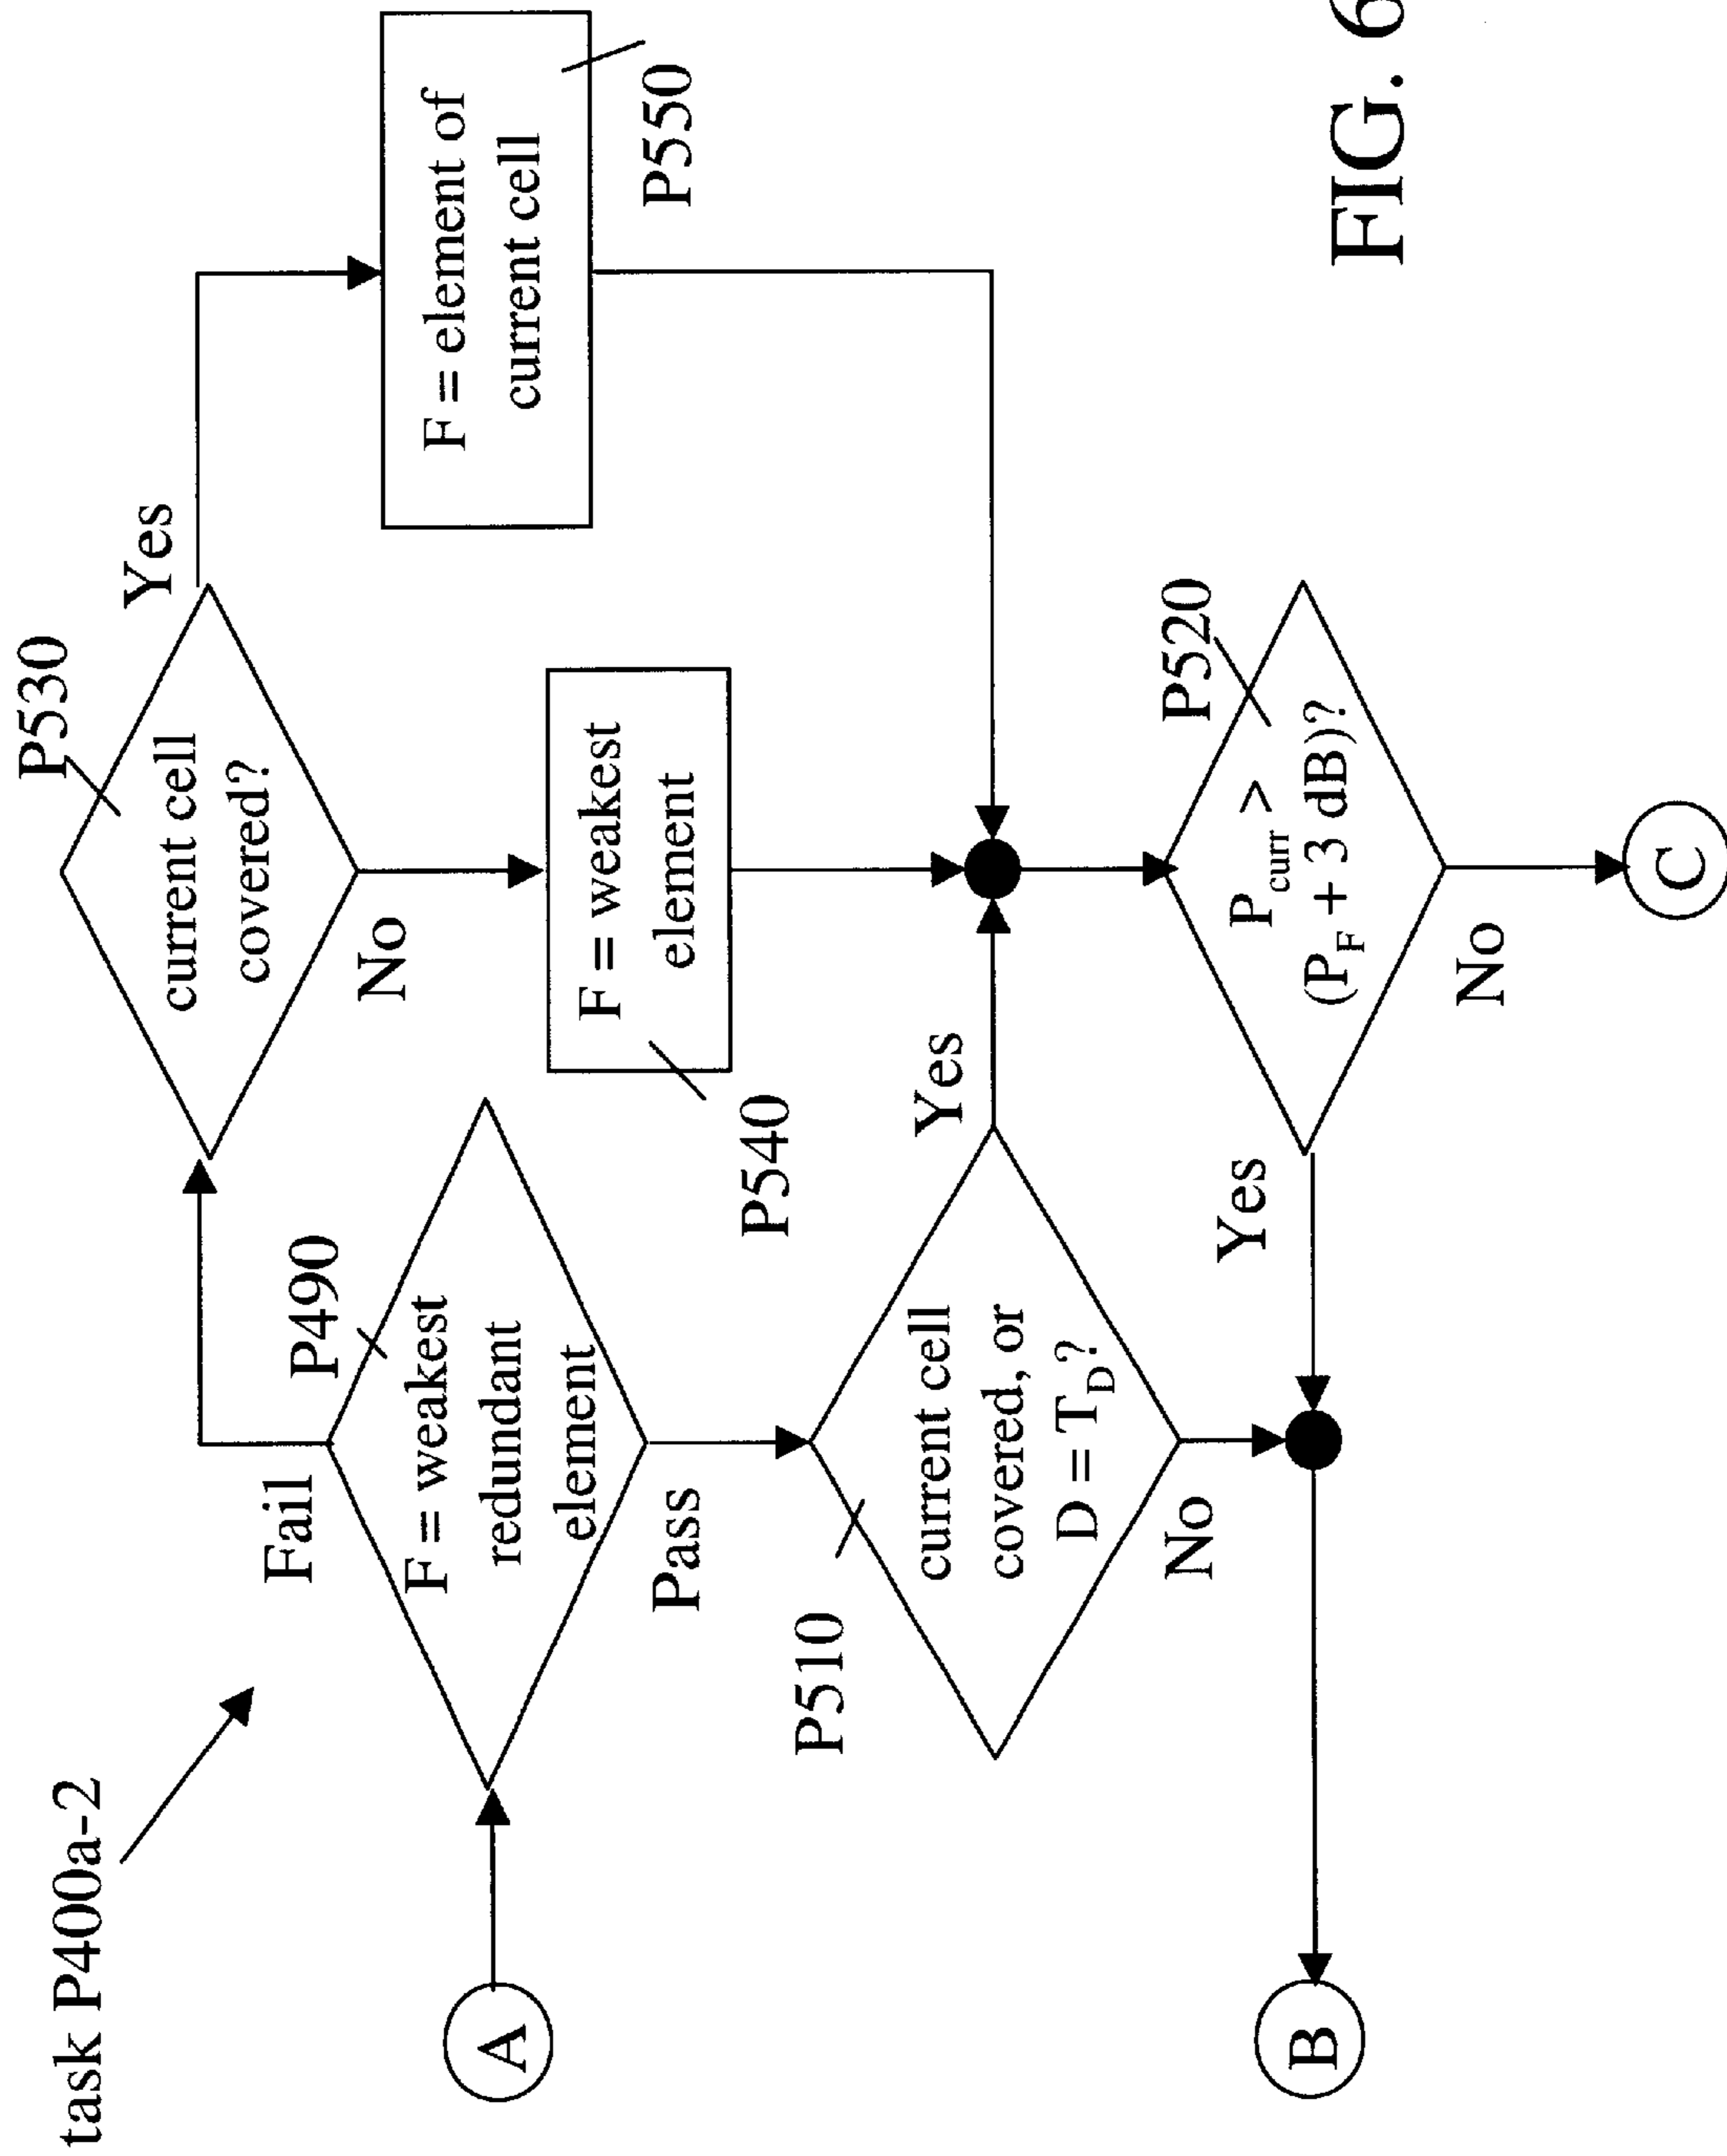 task P400a-2
A
Fail
P490
F = weakest
redundant
element
Pass
P530
current cell
covered?
Yes
No
F = element of
current cell
P550
F = weakest
element
P540
P510
current cell
covered, or
D = T_D?
Yes
No
P520
P_curr >
(P_F + 3 dB)?
Yes
No
B
C
FIG. 6